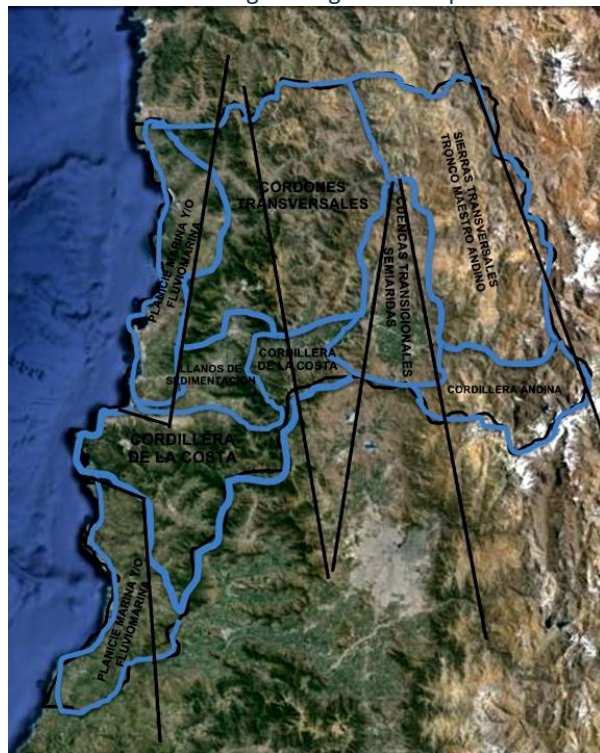 CORDONES
TRANSVERSALES
SIERRAS TRANSVERSALES
TRONCO MAESTRO ANDINO
PLANICIE MARINA Y/O
FLUVIOMARINA
CUENCAS TRANSICIONALES
SEMIARIDAS
LLANOS DE
SEDIMENTACION
CORDILLERA
DE LA COSTA
CORDILLERA ANDINA
CORDILLERA
DE LA COSTA
PLANICIE MARINA Y/O
FLUVIOMARINA